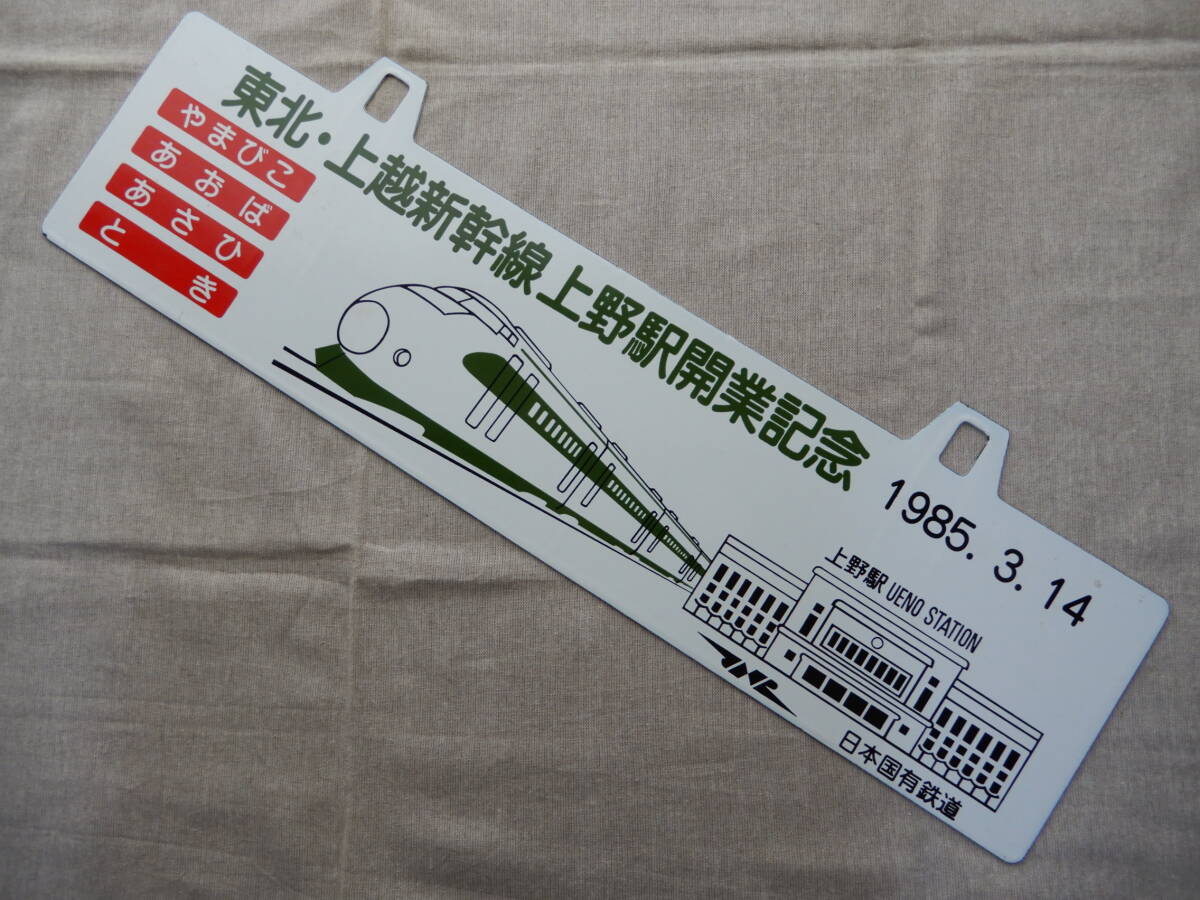 東北・上越新幹線上野駅開業記念
やまびこ
あおば
あさひ
とき
1985. 3. 14
上野駅 UENO STATION
JNR
日本国有鉄道